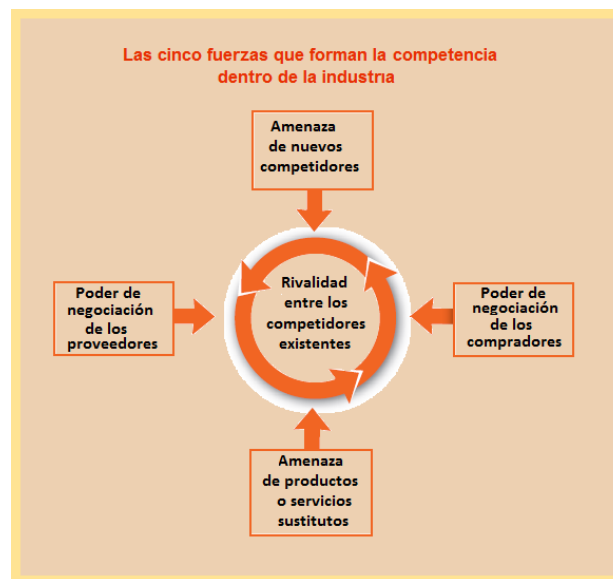 Las cinco fuerzas que forman la competencia
dentro de la industria
Amenaza
de nuevos
competidores
Poder de
negociación
de los
proveedores
Rivalidad
entre los
competidores
existentes
Poder de
negociación
de los
compradores
Amenaza
de productos
o servicios
sustitutos